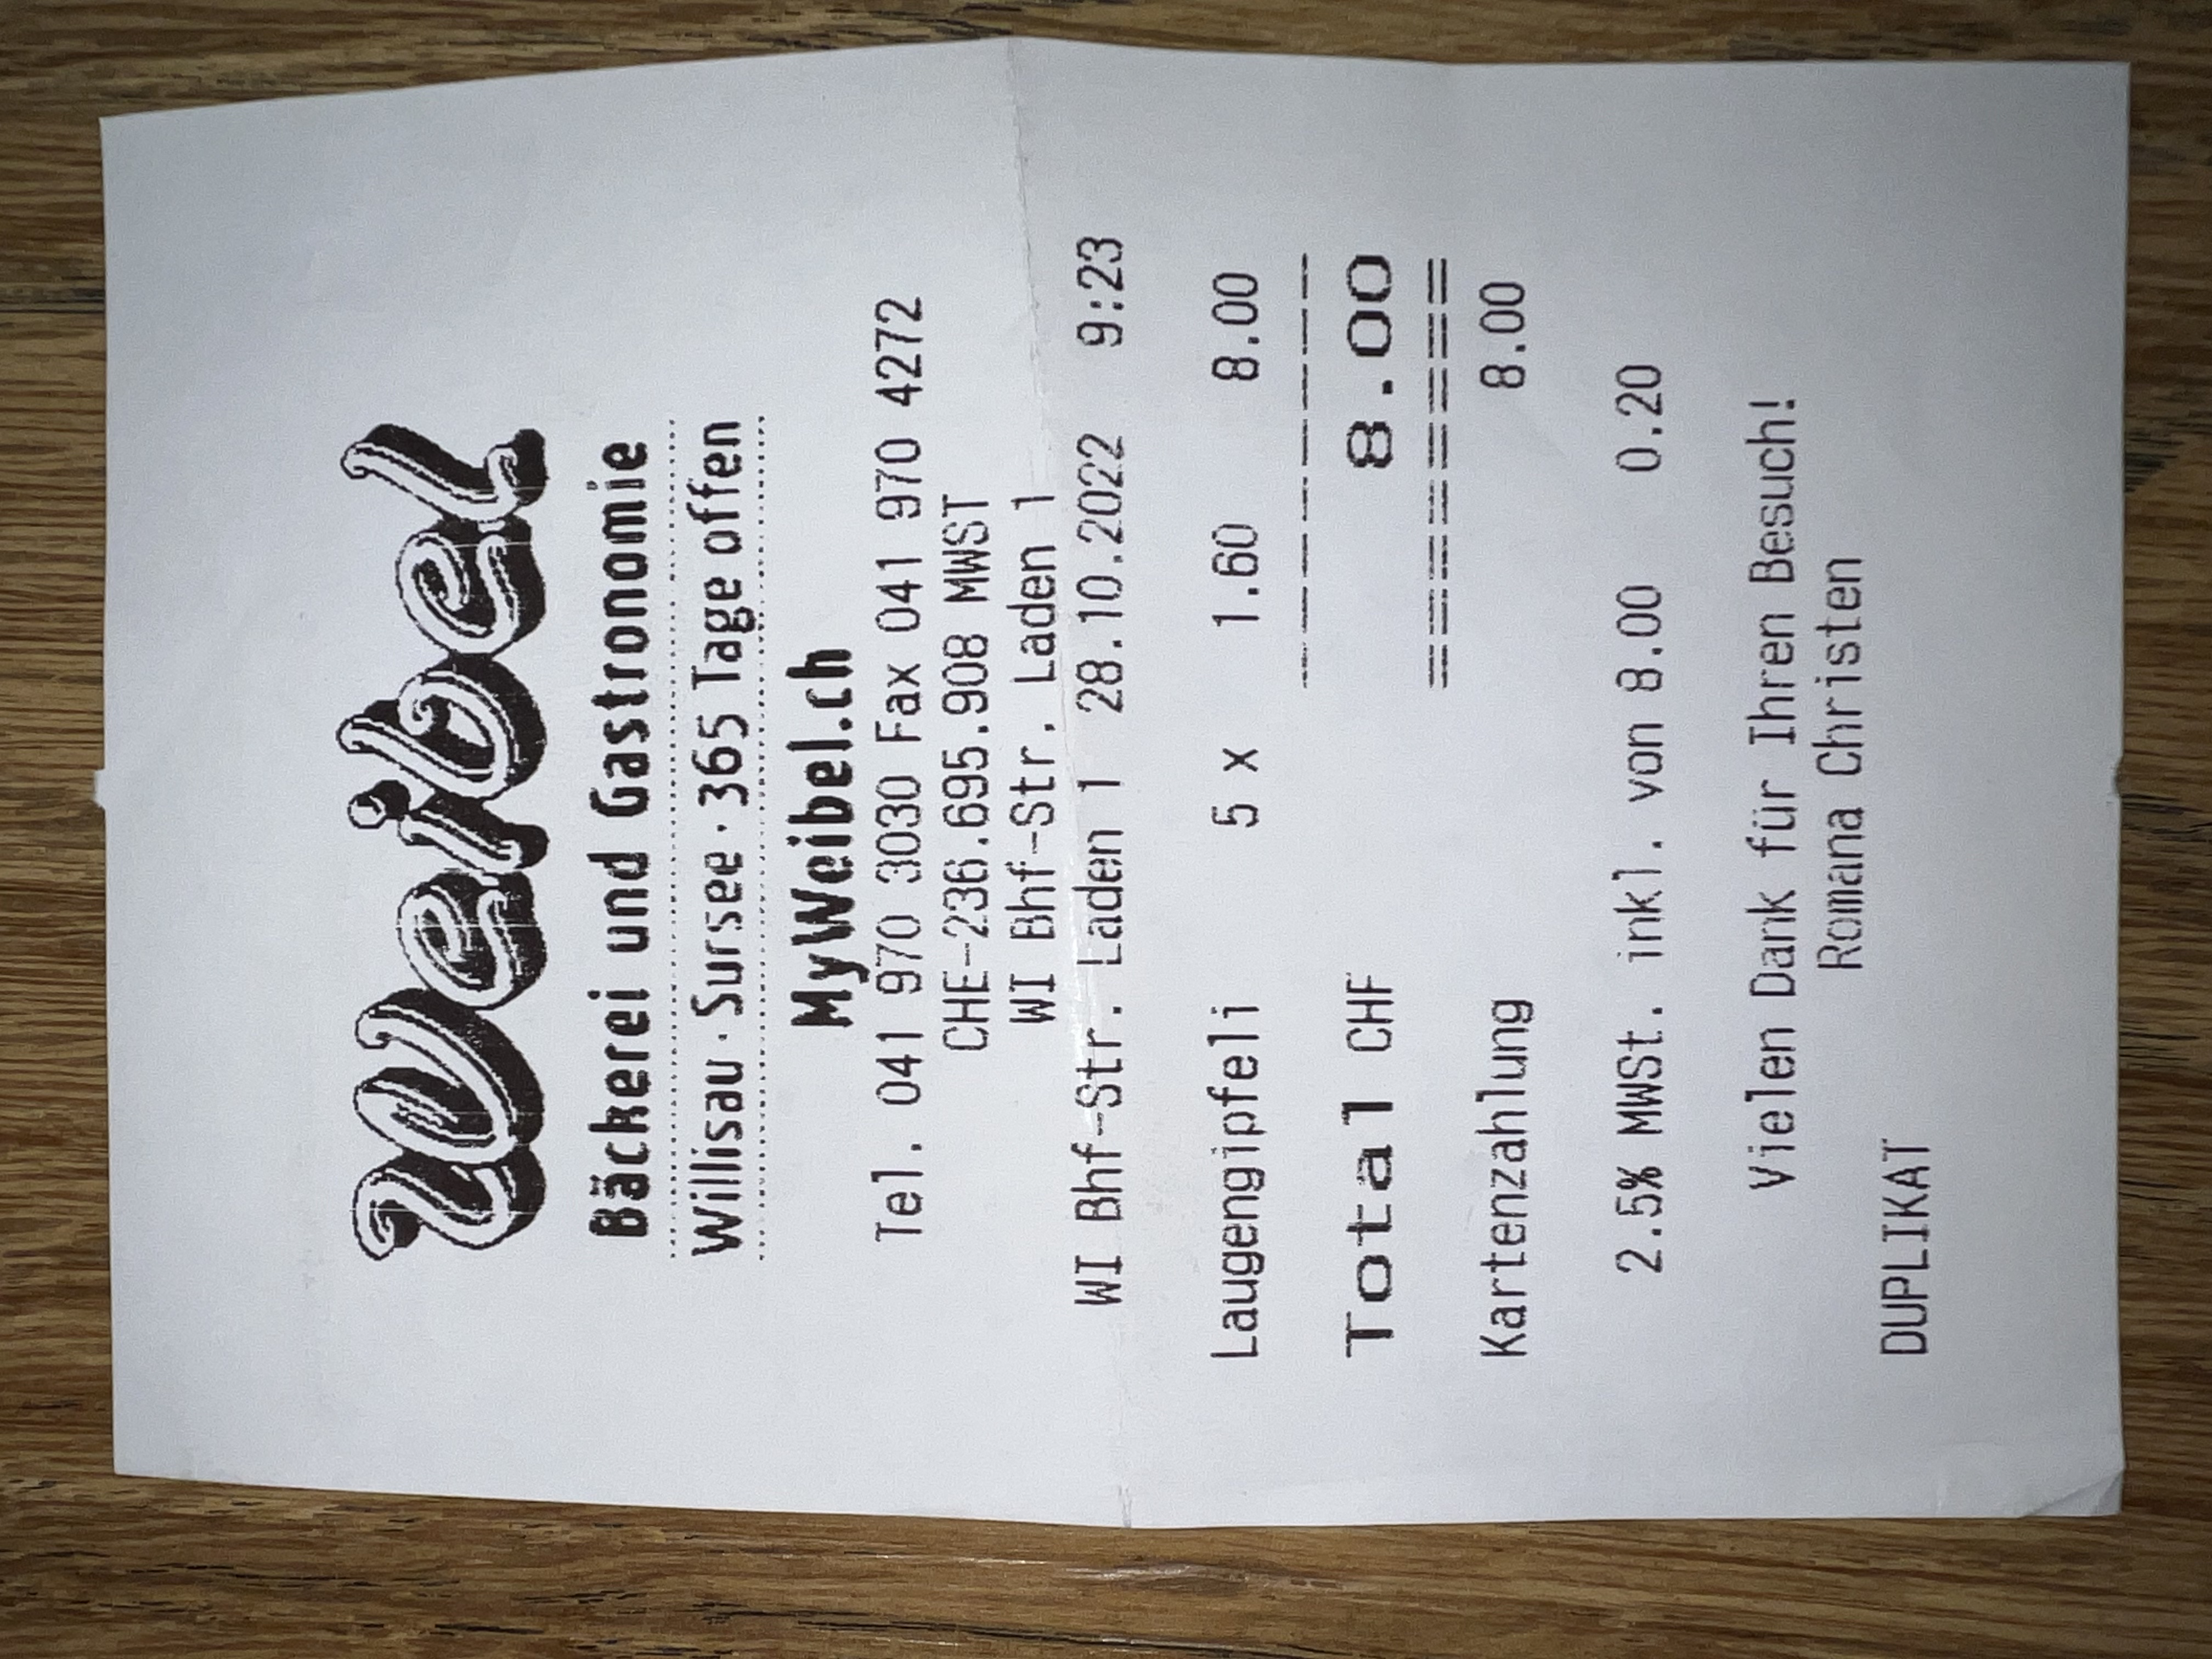 Weibel
Bäckerei und Gastronomie
Willisau · Sursee · 365 Tage offen
MyWeibel.ch
Tel. 041 970 3030 Fax 041 970 4272
CHE-236.695.908 MWST
WI Bhf-Str. Laden 1
WI Bhf-Str. Laden 1 28.10.2022 9:23
Laugengipfeli 5 x 1.60 8.00
Total CHF 8.00
Kartenzahlung 8.00
2.5% MWSt. inkl. von 8.00 0.20
Vielen Dank für Ihren Besuch!
Romana Christen
DUPLIKAT